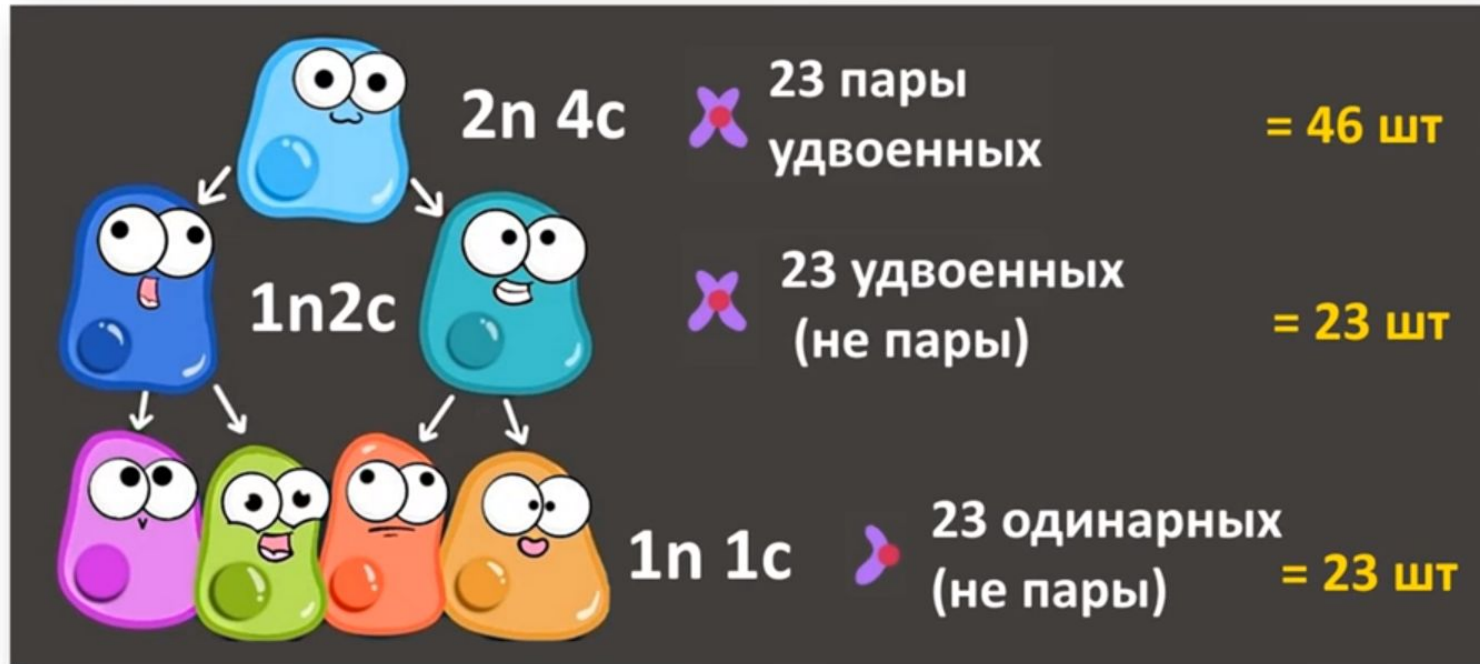 2n 4c
23 пары
удвоенных
= 46 шт
1n2c
23 удвоенных
(не пары)
= 23 шт
1n 1c
23 одинарных
(не пары)
= 23 шт